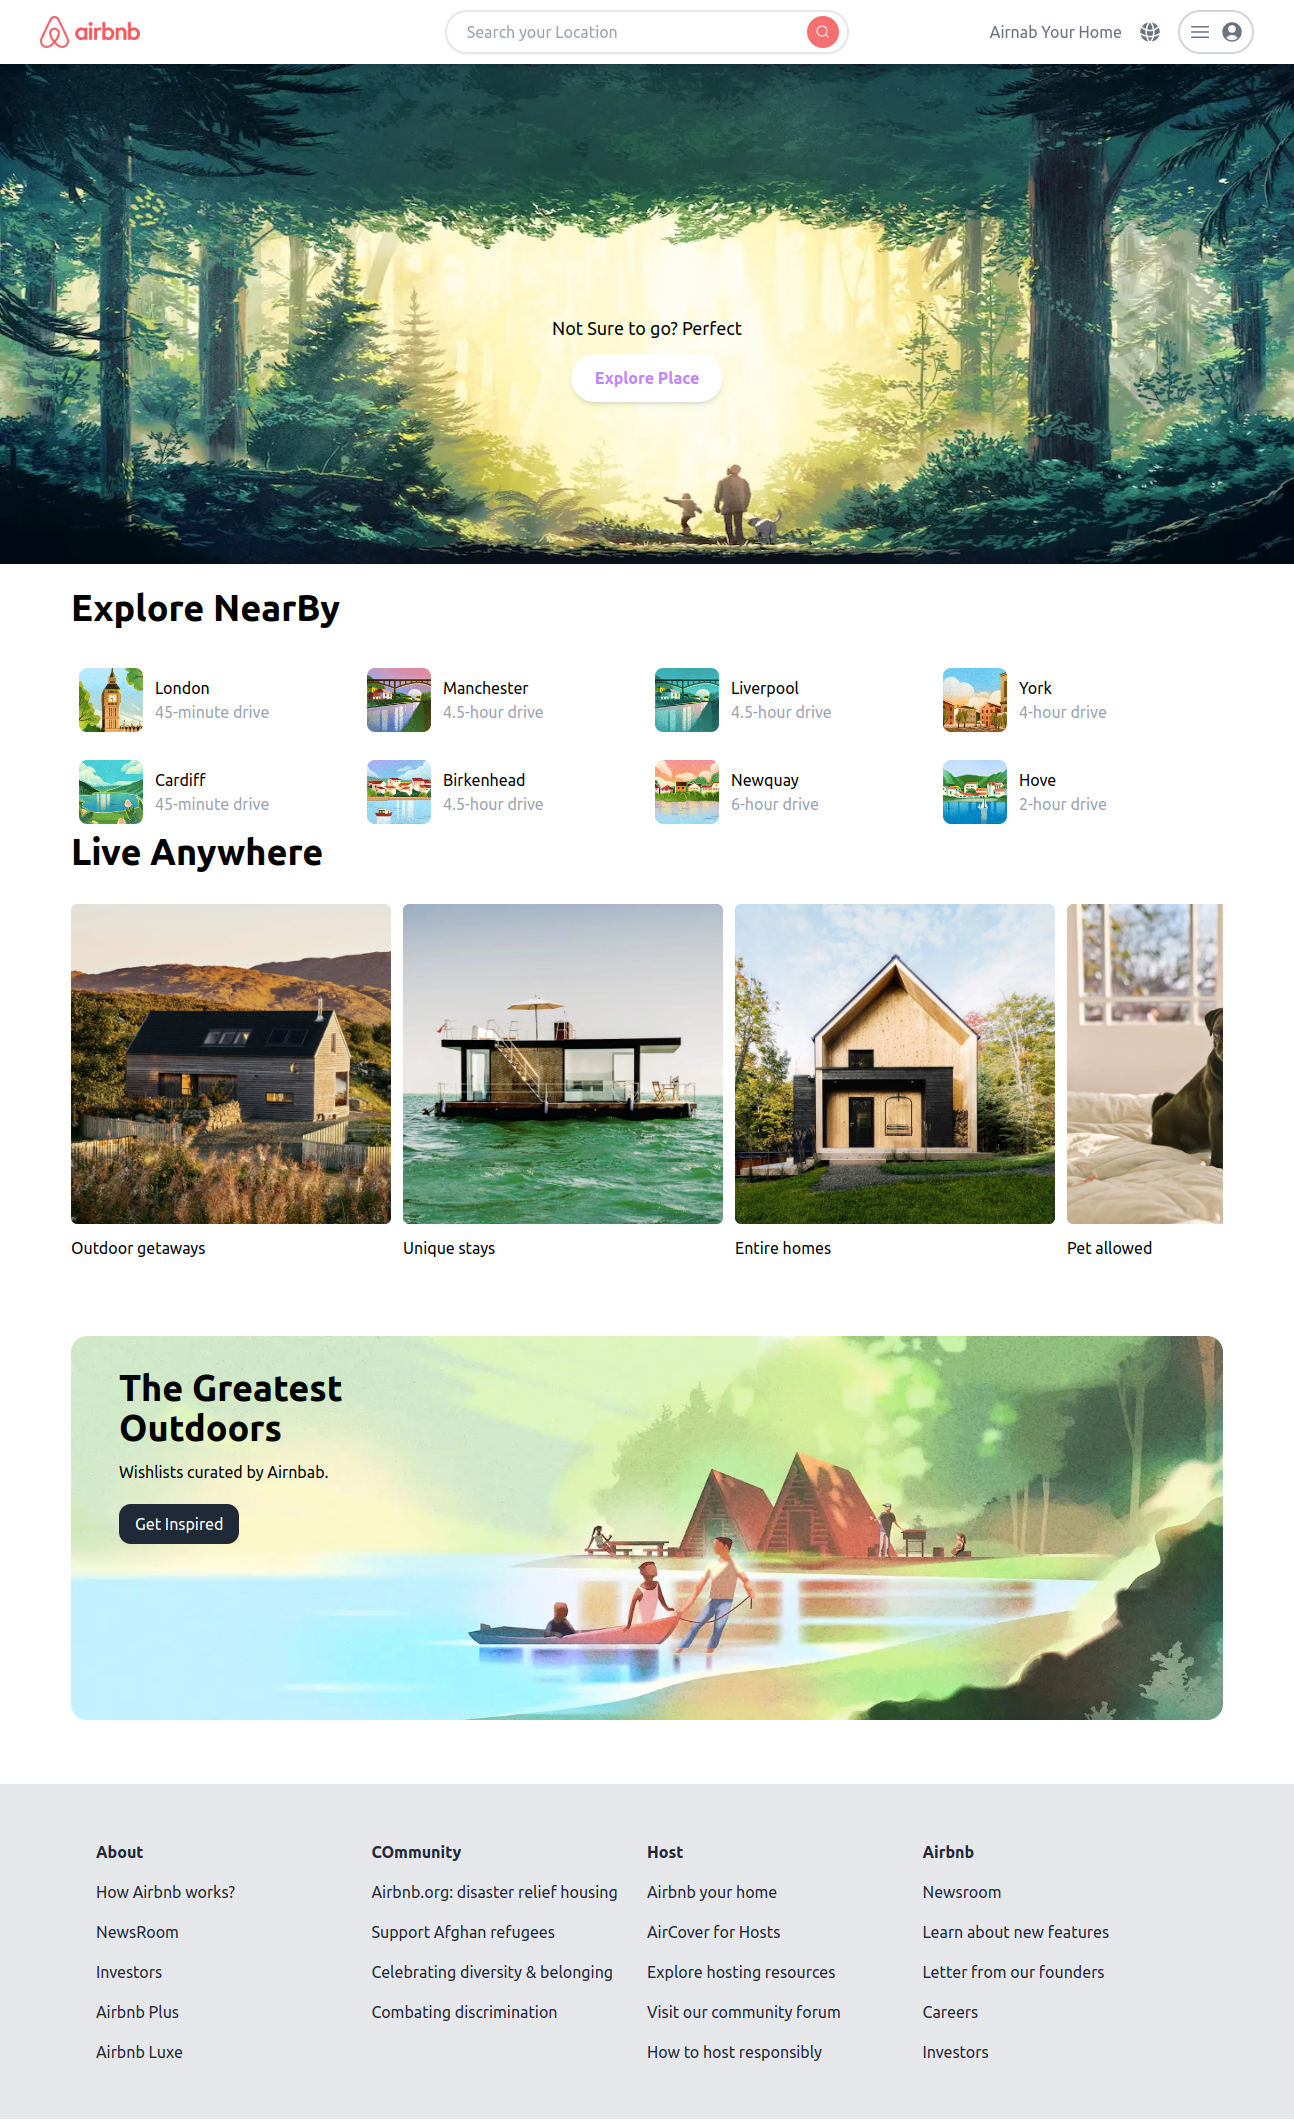 airbnb
Search your Location
Airnab Your Home
Not Sure to go? Perfect
Explore Place
Explore NearBy
London
45-minute drive
Manchester
4.5-hour drive
Liverpool
4.5-hour drive
York
4-hour drive
Cardiff
45-minute drive
Birkenhead
4.5-hour drive
Newquay
6-hour drive
Hove
2-hour drive
Live Anywhere
Outdoor getaways
Unique stays
Entire homes
Pet allowed
The Greatest
Outdoors
Wishlists curated by Airnbab.
Get Inspired
About
How Airbnb works?
NewsRoom
Investors
Airbnb Plus
Airbnb Luxe
COmmunity
Airbnb.org: disaster relief housing
Support Afghan refugees
Celebrating diversity & belonging
Combating discrimination
Host
Airbnb your home
AirCover for Hosts
Explore hosting resources
Visit our community forum
How to host responsibly
Airbnb
Newsroom
Learn about new features
Letter from our founders
Careers
Investors